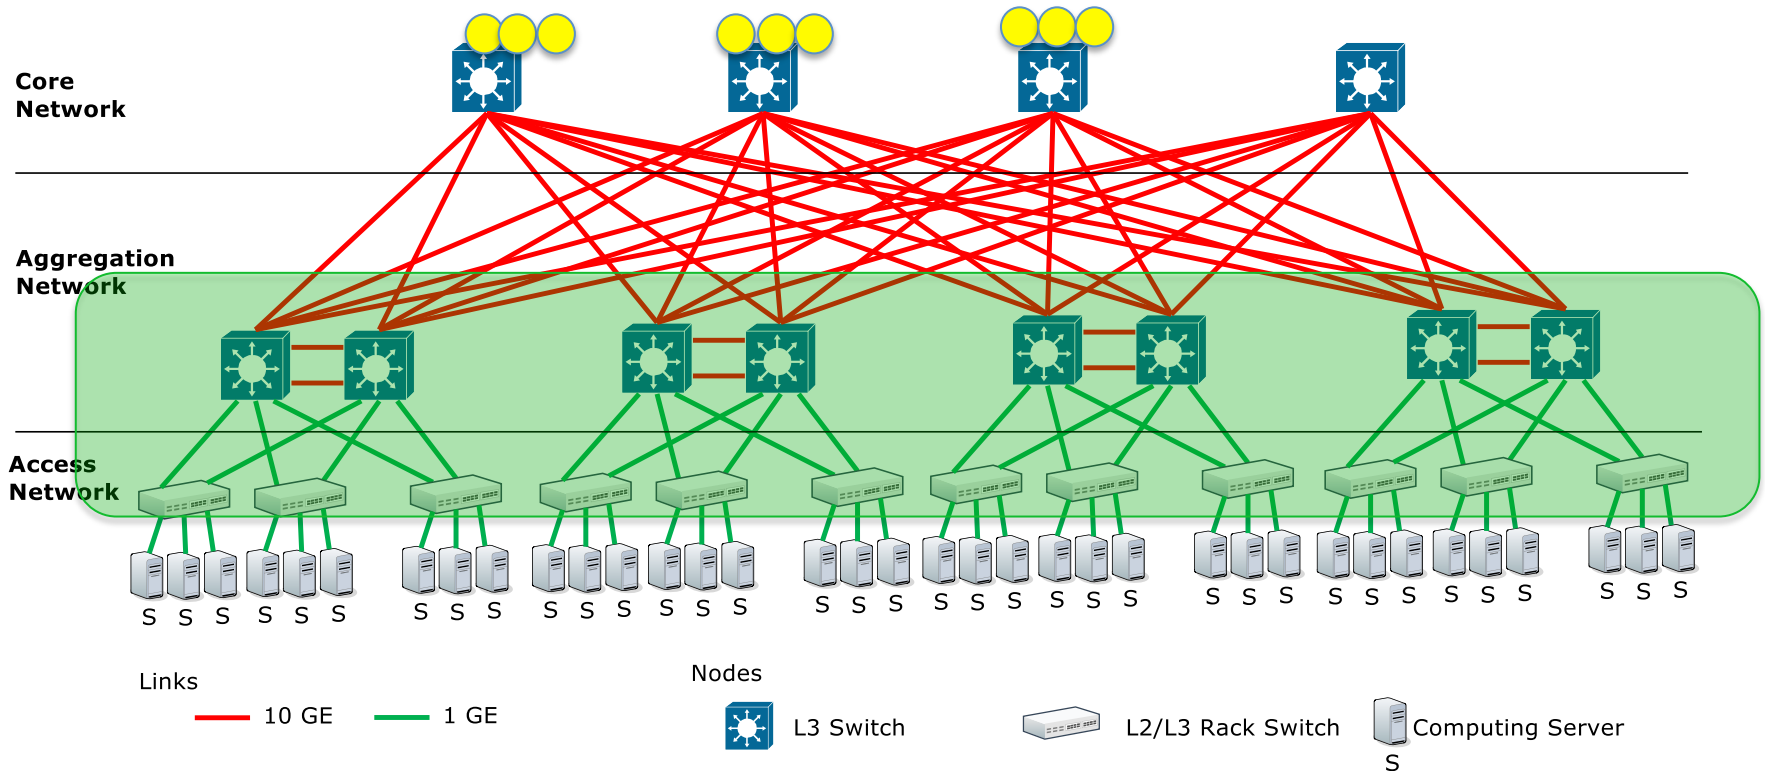 Core
Network
Aggregation
Network
Access
Network
S S S S S S S S S S S S S S S S S S S S S S S S S S S S S S S S S S S S
Links
10 GE
1 GE
Nodes
L3 Switch
L2/L3 Rack Switch
Computing Server
S